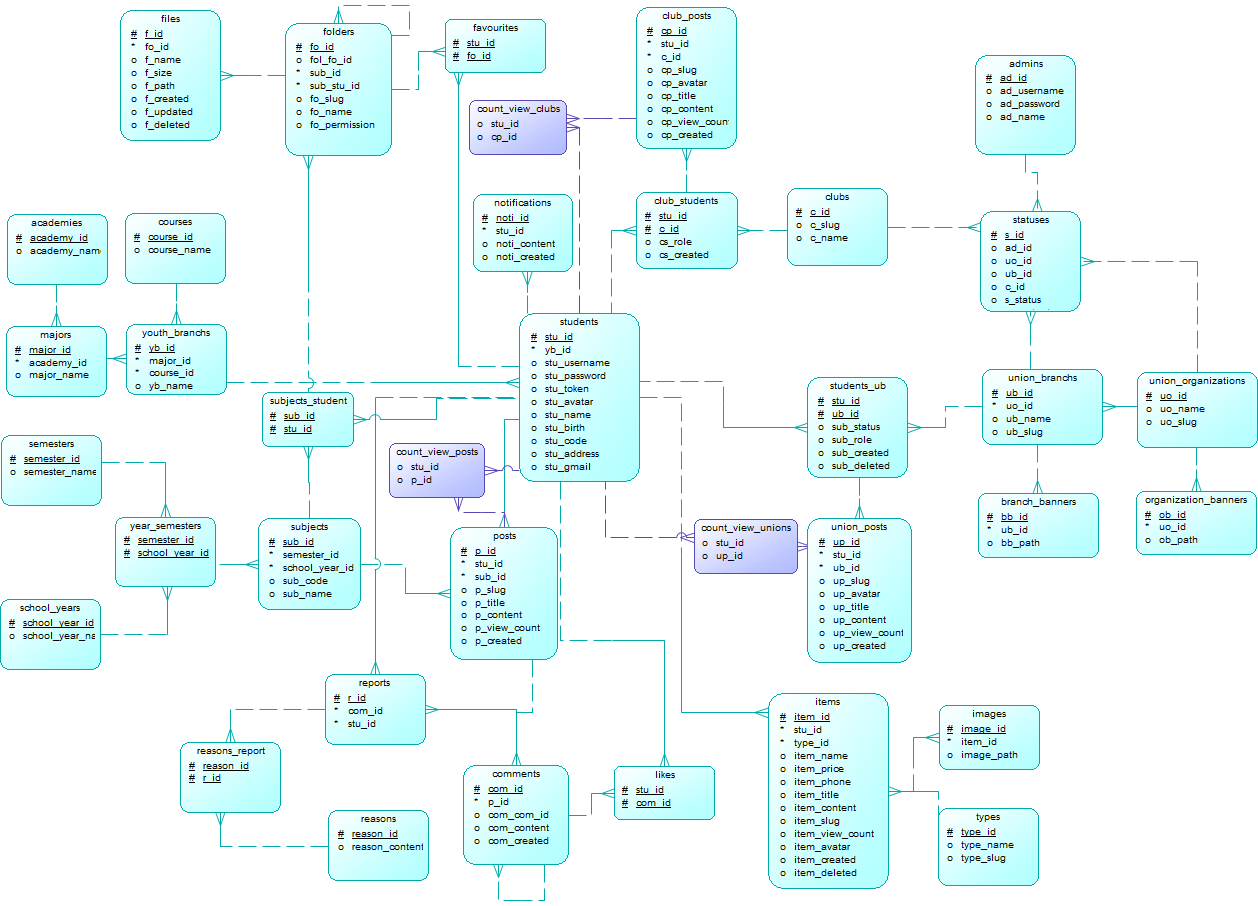 files
# f_id
* fo_id
o f_name
o f_size
o f_path
o f_created
o f_updated
o f_deleted
folders
# fo_id
o fol_fo_id
* sub_id
* sub_stu_id
o fo_slug
o fo_name
o fo_permission
favourites
# stu_id
# fo_id
club_posts
# cp_id
* stu_id
* c_id
o cp_slug
o cp_avatar
o cp_title
o cp_content
o cp_view_coun
o cp_created
admins
# ad_id
o ad_username
o ad_password
o ad_name
count_view_clubs
o stu_id
o cp_id
notifications
# noti_id
* stu_id
o noti_content
o noti_created
club_students
# stu_id
# c_id
o cs_role
o cs_created
clubs
# c_id
o c_slug
o c_name
statuses
# s_id
o ad_id
o uo_id
o ub_id
o c_id
o s_status
academies
# academy_id
o academy_nam
courses
# course_id
o course_name
majors
# major_id
* academy_id
o major_name
youth_branchs
# yb_id
* major_id
* course_id
o yb_name
students
# stu_id
* yb_id
o stu_username
o stu_password
o stu_token
o stu_avatar
o stu_name
o stu_birth
o stu_code
o stu_address
o stu_gmail
subjects_student
# sub_id
# stu_id
students_ub
# stu_id
# ub_id
o sub_status
o sub_role
o sub_created
o sub_deleted
union_branchs
# ub_id
* uo_id
o ub_name
o ub_slug
union_organizations
# uo_id
o uo_name
o uo_slug
semesters
# semester_id
o semester_name
count_view_posts
o stu_id
o p_id
year_semesters
# semester_id
# school_year_id
subjects
# sub_id
* semester_id
* school_year_id
o sub_code
o sub_name
posts
# p_id
* stu_id
* sub_id
o p_slug
o p_title
o p_content
o p_view_count
o p_created
count_view_unions
o stu_id
o up_id
union_posts
# up_id
* stu_id
* ub_id
o up_slug
o up_avatar
o up_title
o up_content
o up_view_count
o up_created
branch_banners
# bb_id
* ub_id
o bb_path
organization_banners
# ob_id
* uo_id
o ob_path
school_years
# school_year_id
o school_year_na
reports
# r_id
* com_id
* stu_id
reasons_report
# reason_id
# r_id
reasons
# reason_id
o reason_content
comments
# com_id
* p_id
o com_com_id
o com_content
o com_created
likes
# stu_id
# com_id
items
# item_id
* stu_id
* type_id
o item_name
o item_price
o item_phone
o item_title
o item_content
o item_slug
o item_view_count
o item_avatar
o item_created
o item_deleted
images
# image_id
* item_id
o image_path
types
# type_id
o type_name
o type_slug